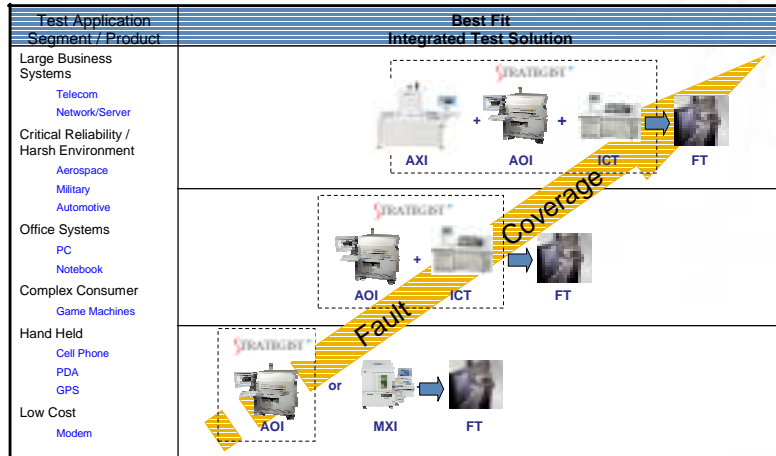 Test Application
Segment / Product
Best Fit
Integrated Test Solution
Large Business
Systems
Telecom
Network/Server
Critical Reliability /
Harsh Environment
Aerospace
Military
Automotive
Office Systems
PC
Notebook
Complex Consumer
Game Machines
Hand Held
Cell Phone
PDA
GPS
Low Cost
Modem
STRATEGIST
+
+
AXI
AOI
ICT
FT
STRATEGIST
+
AOI
ICT
FT
STRATEGIST
or
AOI
MXI
FT
Fault Coverage